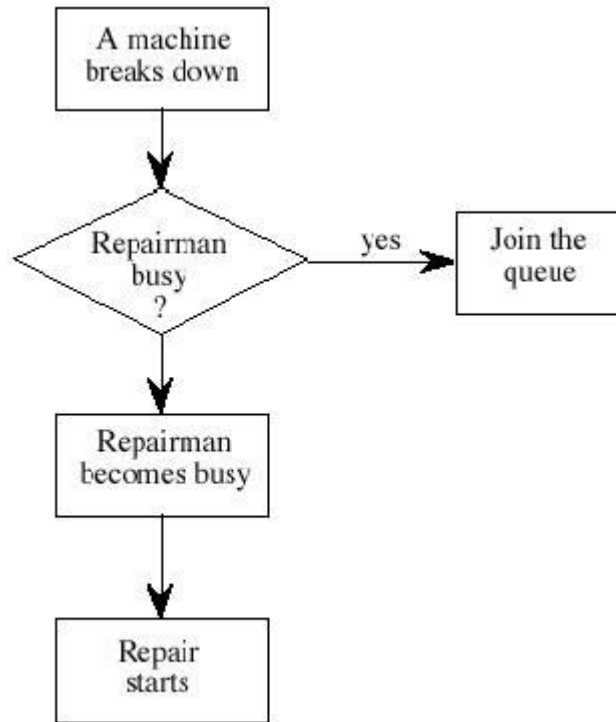 A machine
breaks down
Repairman
busy
?
yes
Join the
queue
Repairman
becomes busy
Repair
starts